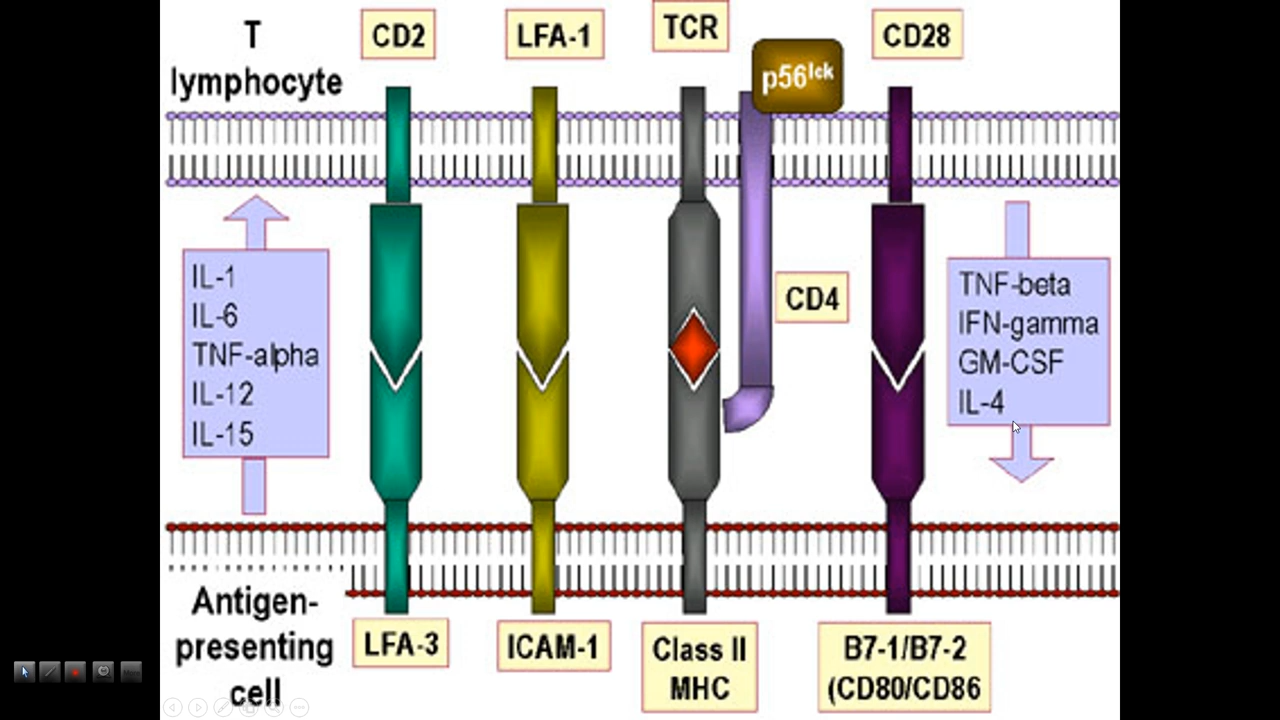 T
lymphocyte
CD2
LFA-1
TCR
p56lck
CD28
IL-1
IL-6
TNF-alpha
IL-12
IL-15
CD4
TNF-beta
IFN-gamma
GM-CSF
IL-4
Antigen-
presenting
cell
LFA-3
ICAM-1
Class II
MHC
B7-1/B7-2
(CD80/CD86